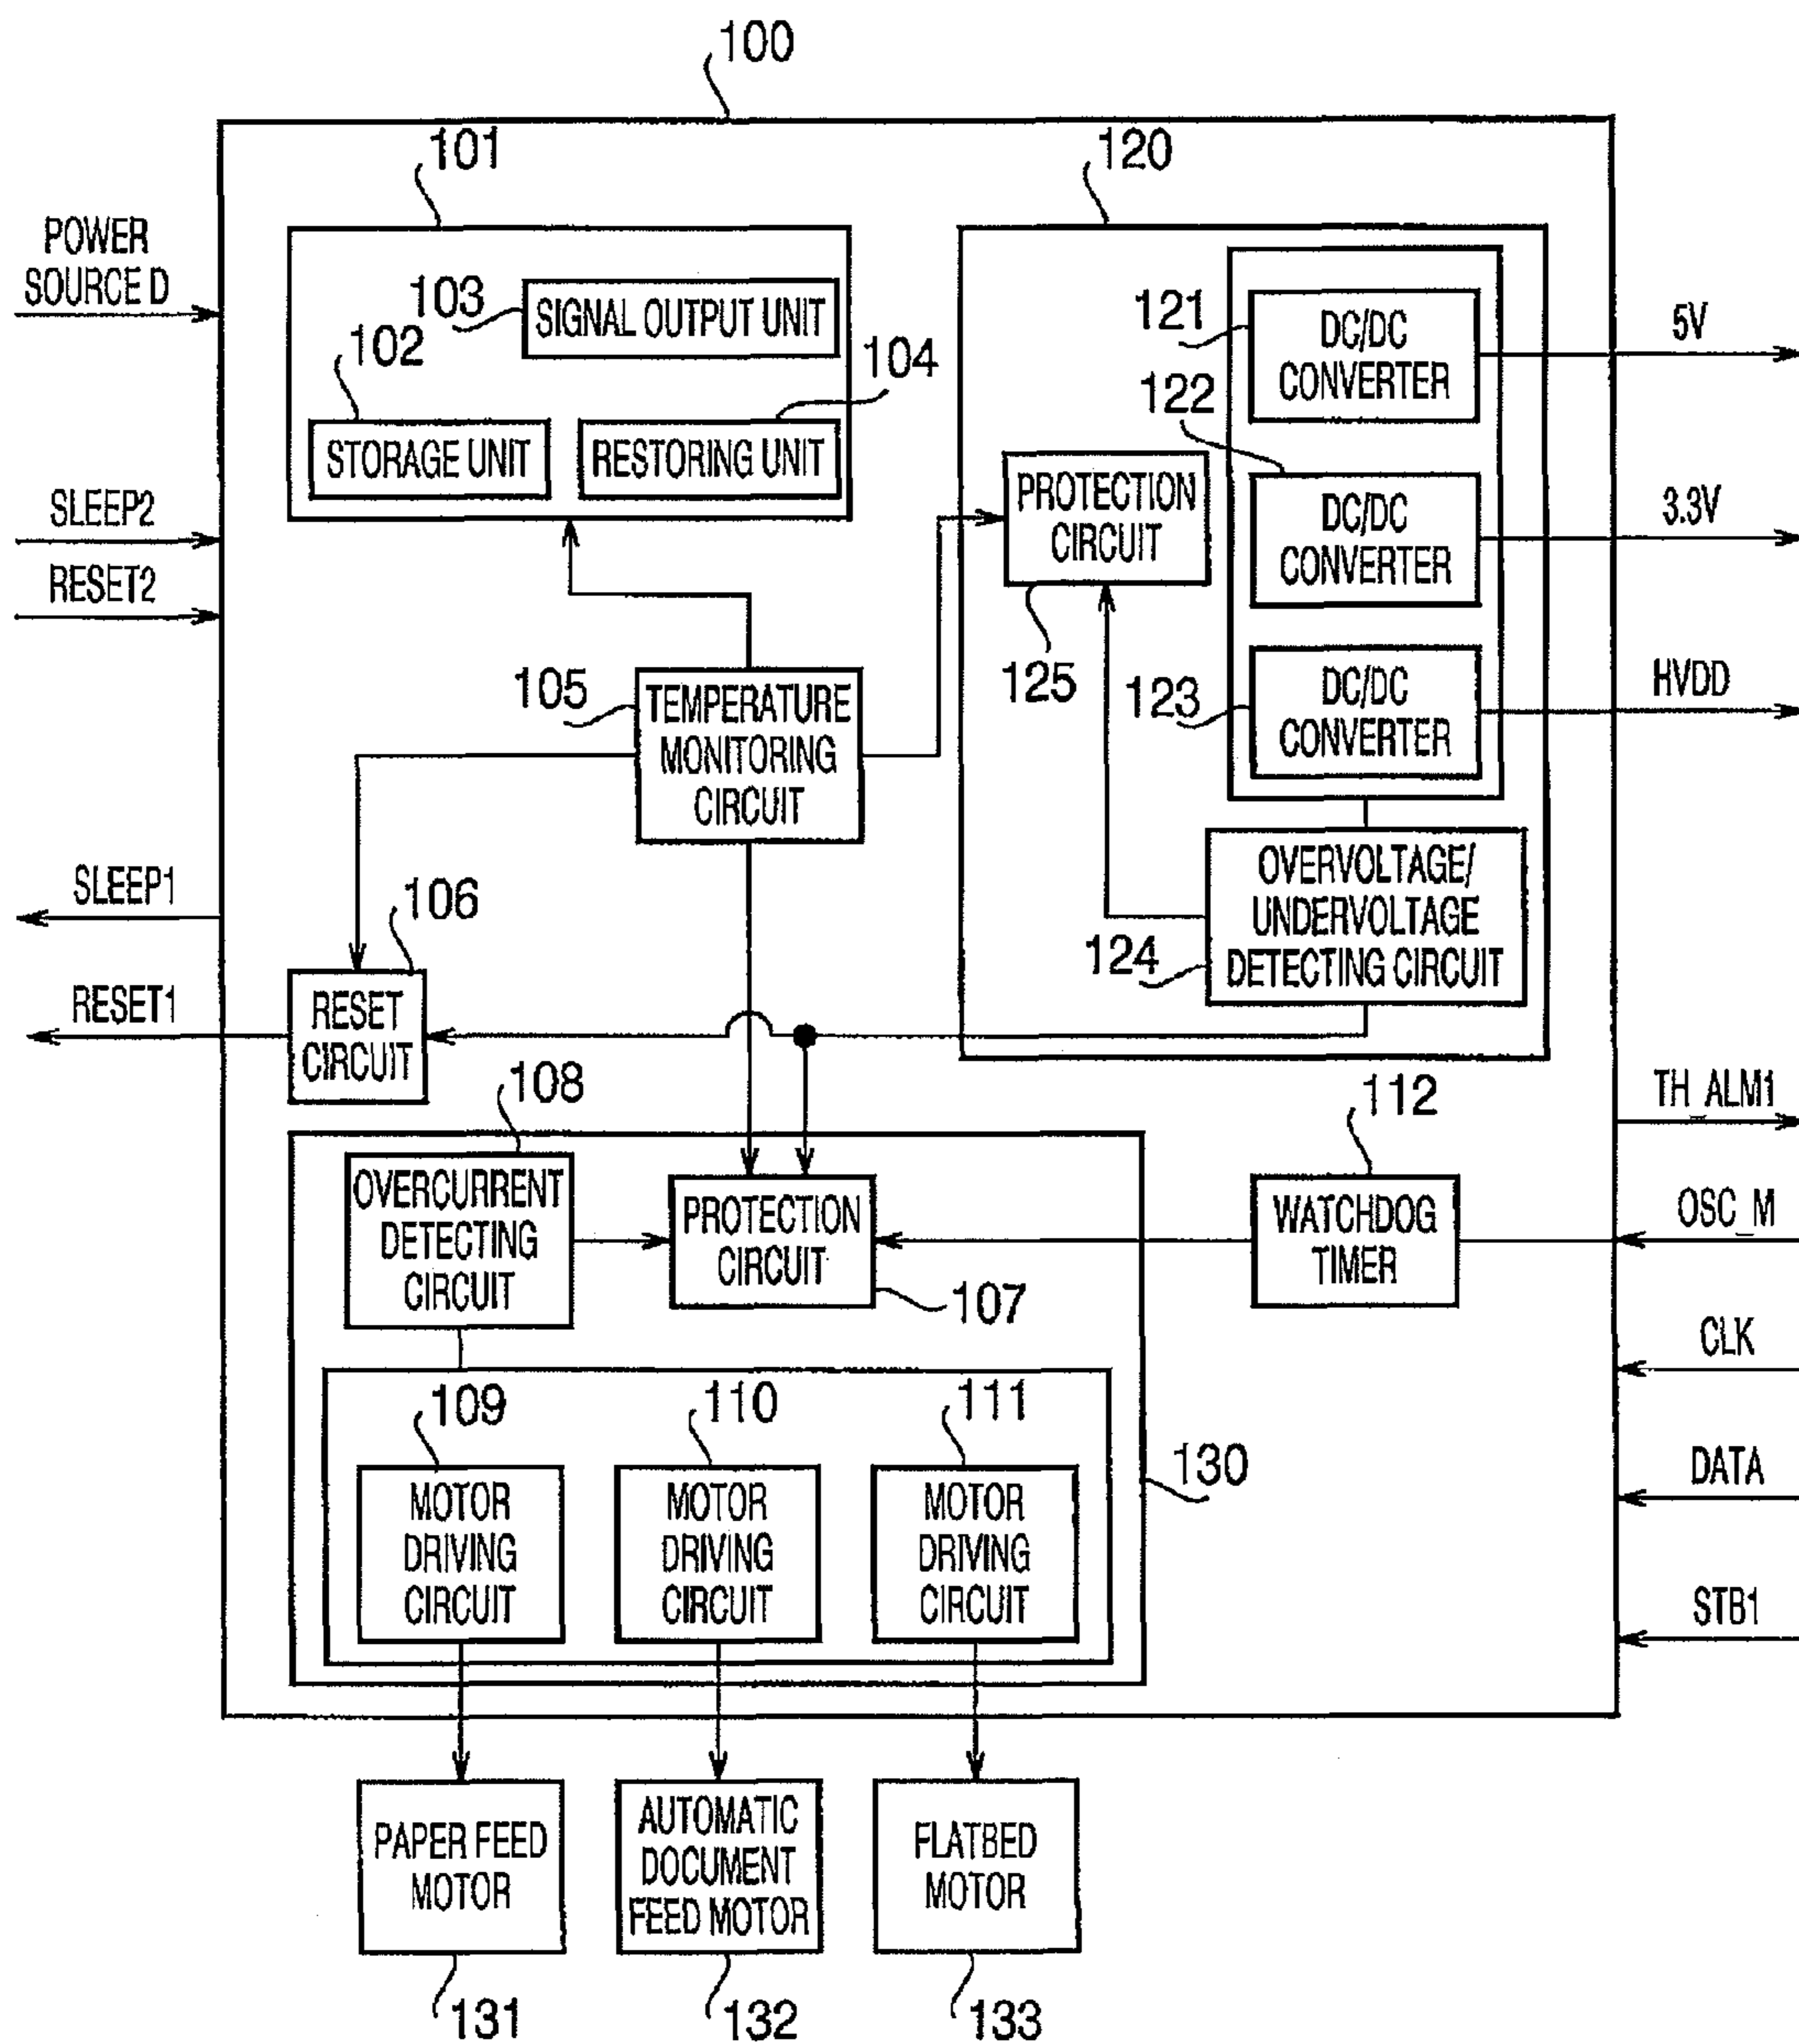 100
101
120
POWER
SOURCE D
103
SIGNAL OUTPUT UNIT
121
DC/DC
CONVERTER
5V
102
104
STORAGE UNIT
RESTORING UNIT
122
DC/DC
CONVERTER
3.3V
SLEEP2
RESET2
PROTECTION
CIRCUIT
125
105
TEMPERATURE
MONITORING
CIRCUIT
123
DC/DC
CONVERTER
HVDD
SLEEP1
106
RESET1
RESET
CIRCUIT
124
OVERVOLTAGE/
UNDERVOLTAGE
DETECTING CIRCUIT
TH_ALM1
108
OVERCURRENT
DETECTING
CIRCUIT
PROTECTION
CIRCUIT
107
112
WATCHDOG
TIMER
OSC_M
CLK
109
110
111
130
DATA
MOTOR
DRIVING
CIRCUIT
MOTOR
DRIVING
CIRCUIT
MOTOR
DRIVING
CIRCUIT
STB1
PAPER FEED
MOTOR
AUTOMATIC
DOCUMENT
FEED MOTOR
FLATBED
MOTOR
131
132
133